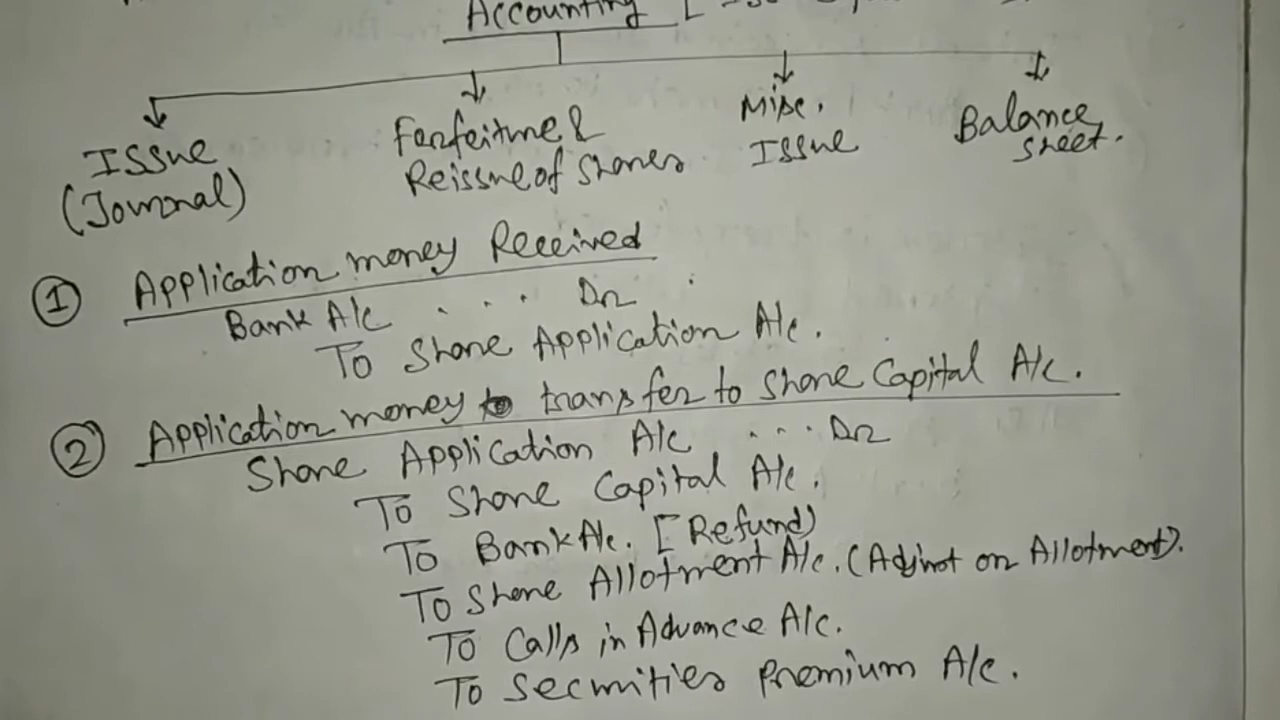 Accounting
Issue
(Journal)
Forfeiture &
Reissue of Shares
Misc.
Issue
Balance
Sheet.
① Application money Received
Bank A/c . . . Dr
To Share Application A/c.
② Application money transfer to Share Capital A/c.
Share Application A/c . . . Dr
To Share Capital A/c.
To Bank A/c. [Refund)
To Share Allotment A/c. (Adjust on Allotment).
To Calls in Advance A/c.
To Securities Premium A/c.